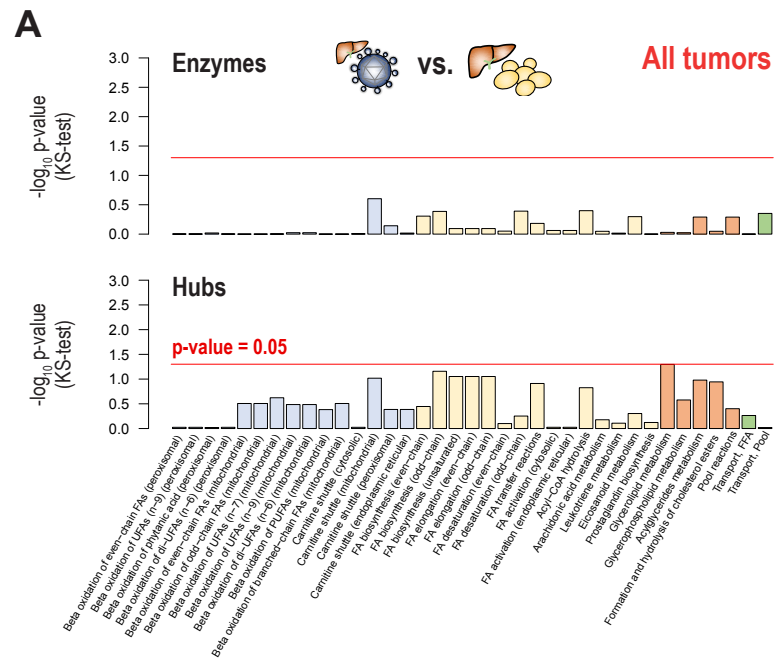 A
Enzymes
vs.
All tumors
-log10 p-value
(KS-test)
3.0
2.5
2.0
1.5
1.0
0.5
0.0
Hubs
p-value = 0.05
-log10 p-value
(KS-test)
3.0
2.5
2.0
1.5
1.0
0.5
0.0
Beta oxidation of even−chain FAs (peroxisomal)
Beta oxidation of UFAs (n−9) (peroxisomal)
Beta oxidation of phytanic acid (peroxisomal)
Beta oxidation of di−UFAs (n−6) (peroxisomal)
Beta oxidation of even−chain FAs (mitochondrial)
Beta oxidation of odd−chain FAs (mitochondrial)
Beta oxidation of UFAs (n−7) (mitochondrial)
Beta oxidation of UFAs (n−9) (mitochondrial)
Beta oxidation of di−UFAs (n−6) (mitochondrial)
Beta oxidation of PUFAs (mitochondrial)
Beta oxidation of branched−chain FAs (mitochondrial)
Carnitine shuttle (cytosolic)
Carnitine shuttle (mitochondrial)
Carnitine shuttle (peroxisomal)
Carnitine shuttle (endoplasmic reticular)
FA biosynthesis (even−chain)
FA biosynthesis (odd−chain)
FA biosynthesis (unsaturated)
FA elongation (even−chain)
FA elongation (odd−chain)
FA desaturation (even−chain)
FA desaturation (odd−chain)
FA transfer reactions
FA activation (cytosolic)
FA activation (endoplasmic reticular)
Acyl−CoA hydrolysis
Arachidonic acid metabolism
Leukotriene metabolism
Eicosanoid metabolism
Prostaglandin biosynthesis
Glycerolipid metabolism
Glycerophospholipid metabolism
Acylglycerides metabolism
Formation and hydrolysis of cholesterol esters
Pool reactions
Transport, FFA
Transport, Pool